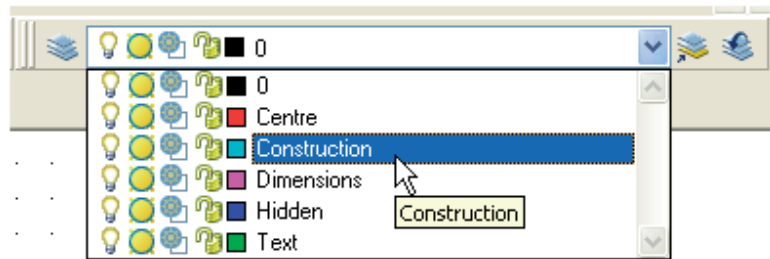 0
0
Centre
Construction
Dimensions
Hidden
Construction
Text